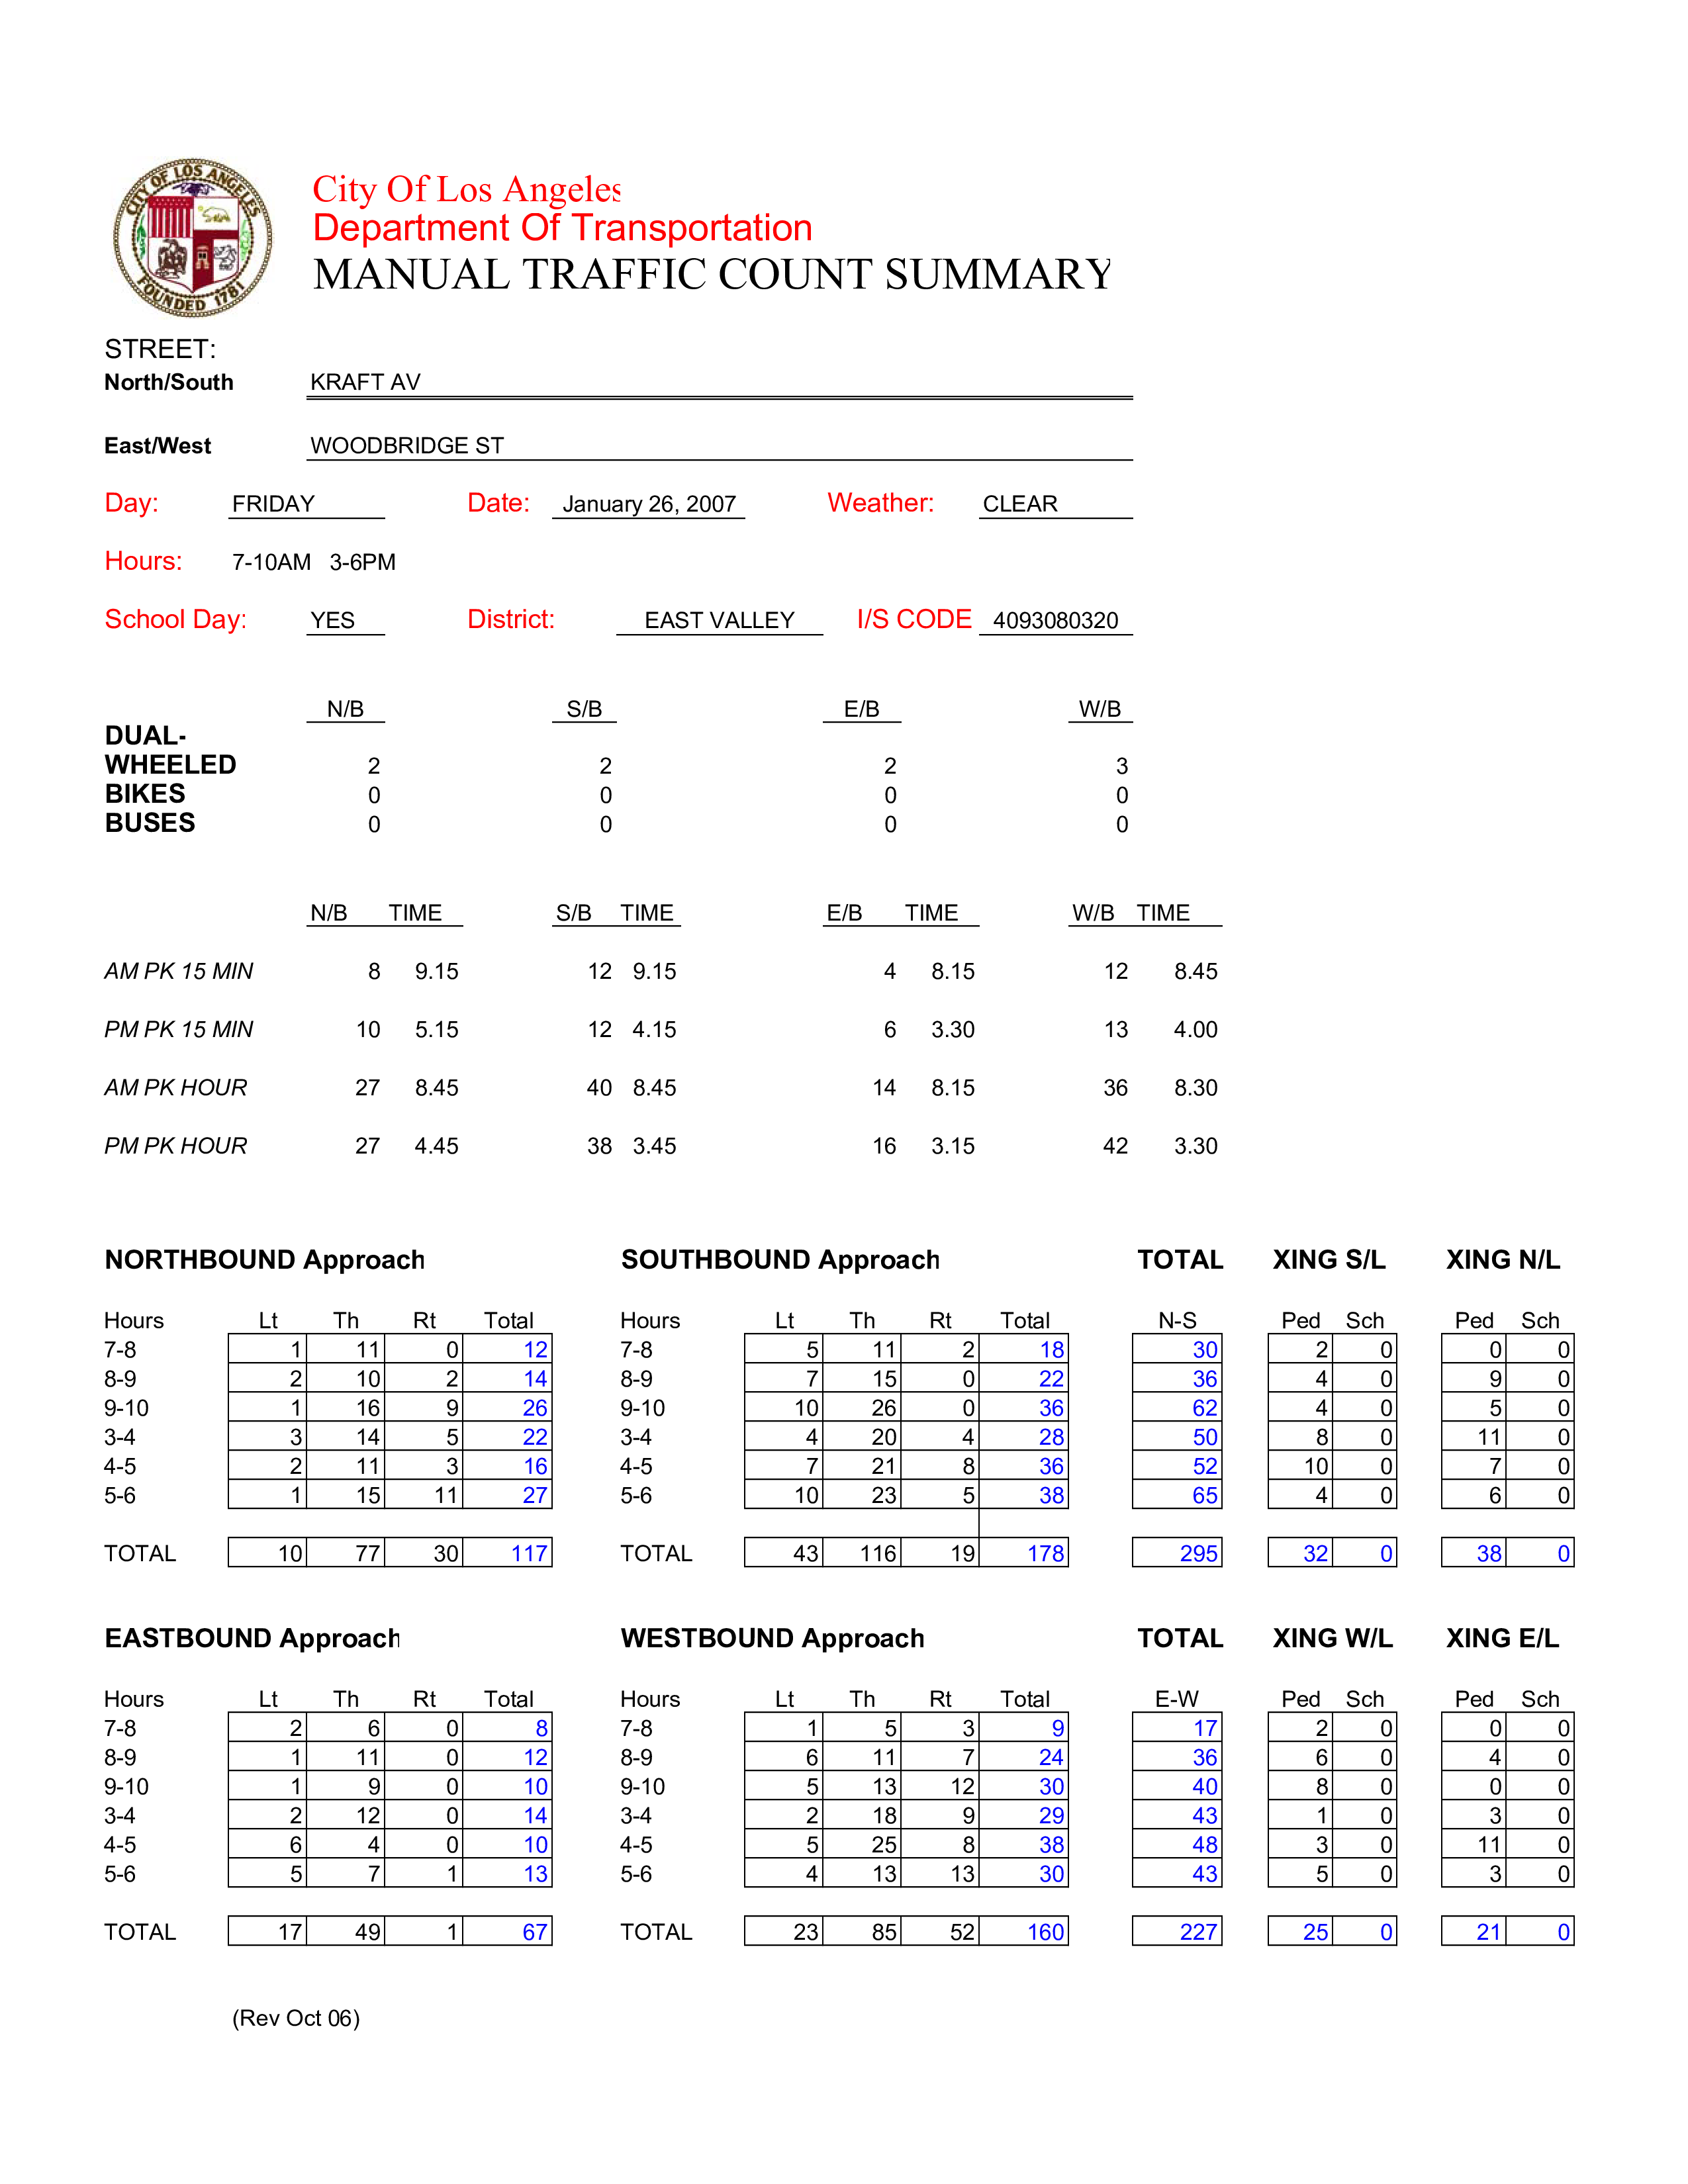 CITY OF LOS ANGELES
FOUNDED 1781
City Of Los Angeles
Department Of Transportation
MANUAL TRAFFIC COUNT SUMMARY
STREET:
North/South KRAFT AV
East/West WOODBRIDGE ST
Day: FRIDAY Date: January 26, 2007 Weather: CLEAR
Hours: 7-10AM 3-6PM
School Day: YES District: EAST VALLEY I/S CODE 4093080320
N/B S/B E/B W/B
DUAL-
WHEELED 2 2 2 3
BIKES 0 0 0 0
BUSES 0 0 0 0
N/B TIME S/B TIME E/B TIME W/B TIME
AM PK 15 MIN 8 9.15 12 9.15 4 8.15 12 8.45
PM PK 15 MIN 10 5.15 12 4.15 6 3.30 13 4.00
AM PK HOUR 27 8.45 40 8.45 14 8.15 36 8.30
PM PK HOUR 27 4.45 38 3.45 16 3.15 42 3.30
NORTHBOUND Approach SOUTHBOUND Approach TOTAL XING S/L XING N/L
Hours Lt Th Rt Total Hours Lt Th Rt Total N-S Ped Sch Ped Sch
7-8 1 11 0 12 7-8 5 11 2 18 30 2 0 0 0
8-9 2 10 2 14 8-9 7 15 0 22 36 4 0 9 0
9-10 1 16 9 26 9-10 10 26 0 36 62 4 0 5 0
3-4 3 14 5 22 3-4 4 20 4 28 50 8 0 11 0
4-5 2 11 3 16 4-5 7 21 8 36 52 10 0 7 0
5-6 1 15 11 27 5-6 10 23 5 38 65 4 0 6 0
TOTAL 10 77 30 117 TOTAL 43 116 19 178 295 32 0 38 0
EASTBOUND Approach WESTBOUND Approach TOTAL XING W/L XING E/L
Hours Lt Th Rt Total Hours Lt Th Rt Total E-W Ped Sch Ped Sch
7-8 2 6 0 8 7-8 1 5 3 9 17 2 0 0 0
8-9 1 11 0 12 8-9 6 11 7 24 36 6 0 4 0
9-10 1 9 0 10 9-10 5 13 12 30 40 8 0 0 0
3-4 2 12 0 14 3-4 2 18 9 29 43 1 0 3 0
4-5 6 4 0 10 4-5 5 25 8 38 48 3 0 11 0
5-6 5 7 1 13 5-6 4 13 13 30 43 5 0 3 0
TOTAL 17 49 1 67 TOTAL 23 85 52 160 227 25 0 21 0
(Rev Oct 06)